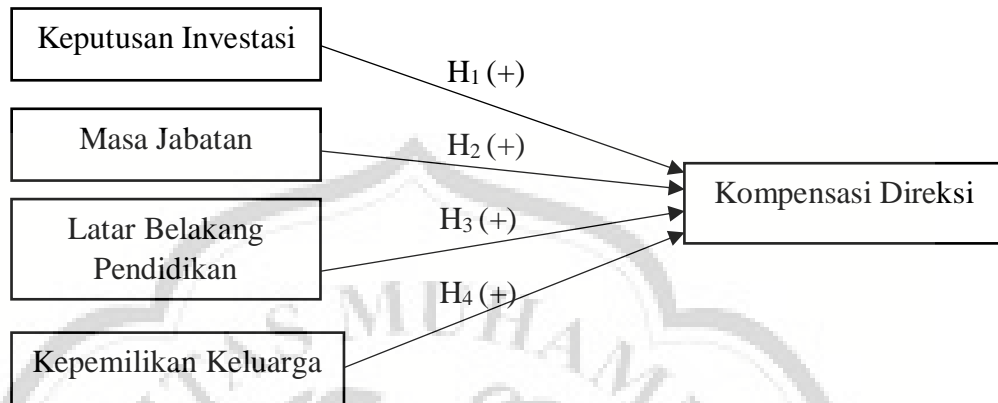 Keputusan Investasi
H1 (+)
Masa Jabatan
H2 (+)
Kompensasi Direksi
Latar Belakang
Pendidikan
H3 (+)
H4 (+)
Kepemilikan Keluarga